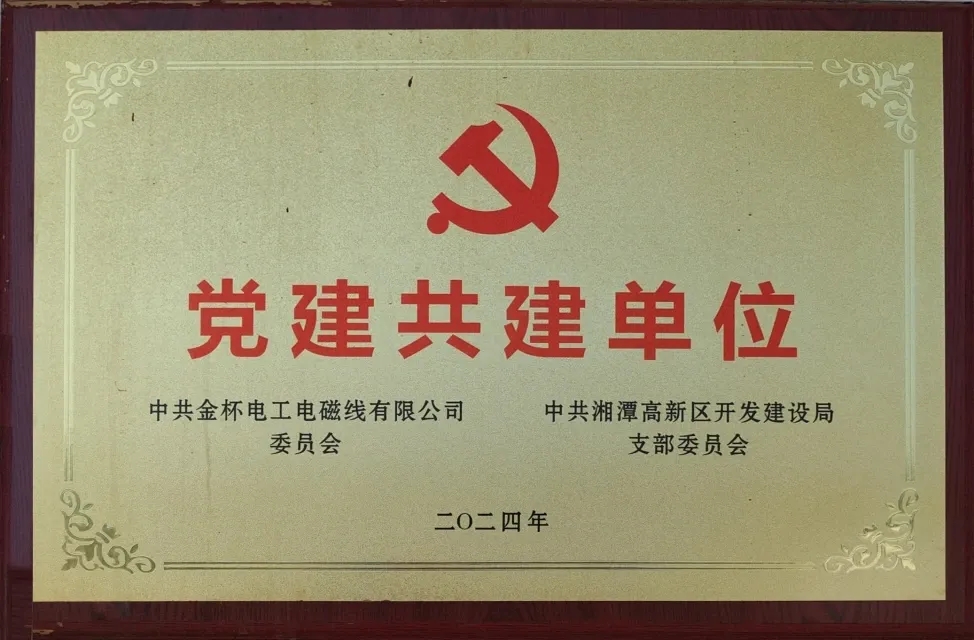 党建共建单位
中共金杯电工电磁线有限公司 中共湘潭高新区开发建设局
委员会 支部委员会
二〇二四年